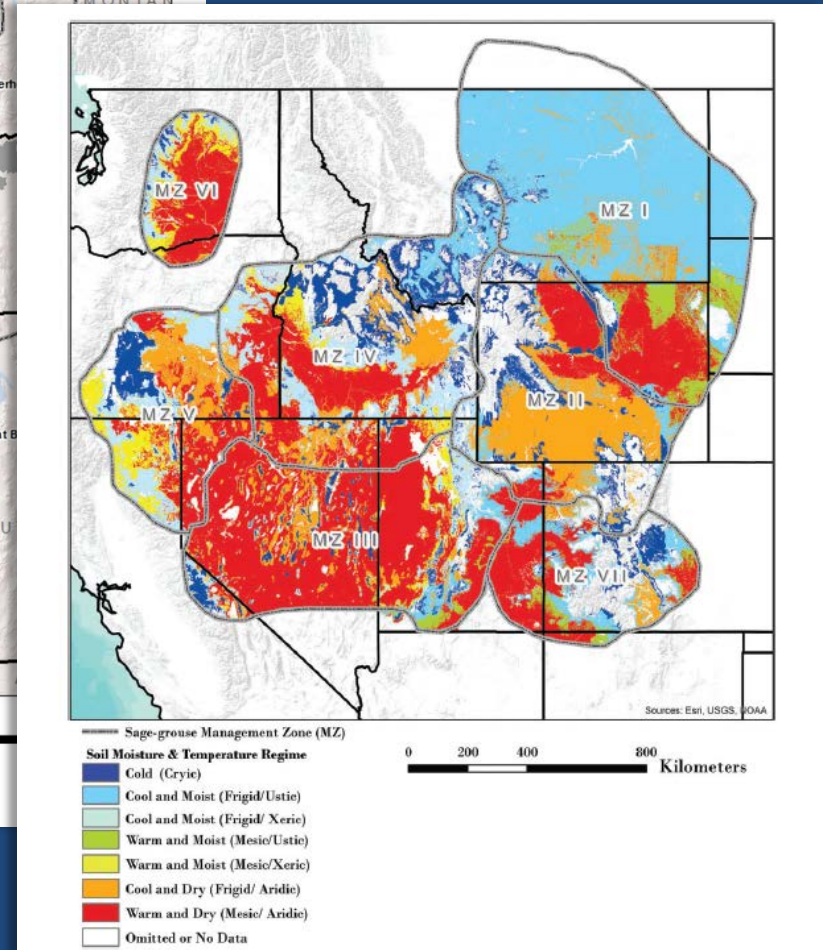 MONTAN
erh
t B
U
MZ VI
MZ I
MZ IV
MZ II
MZ V
MZ III
MZ VII
Sources: Esri, USGS, NOAA
Sage-grouse Management Zone (MZ)
Soil Moisture & Temperature Regime
Cold (Cryic)
Cool and Moist (Frigid/Ustic)
Cool and Moist (Frigid/ Xeric)
Warm and Moist (Mesic/Ustic)
Warm and Moist (Mesic/Xeric)
Cool and Dry (Frigid/ Aridic)
Warm and Dry (Mesic/ Aridic)
Omitted or No Data
0 200 400 800
Kilometers